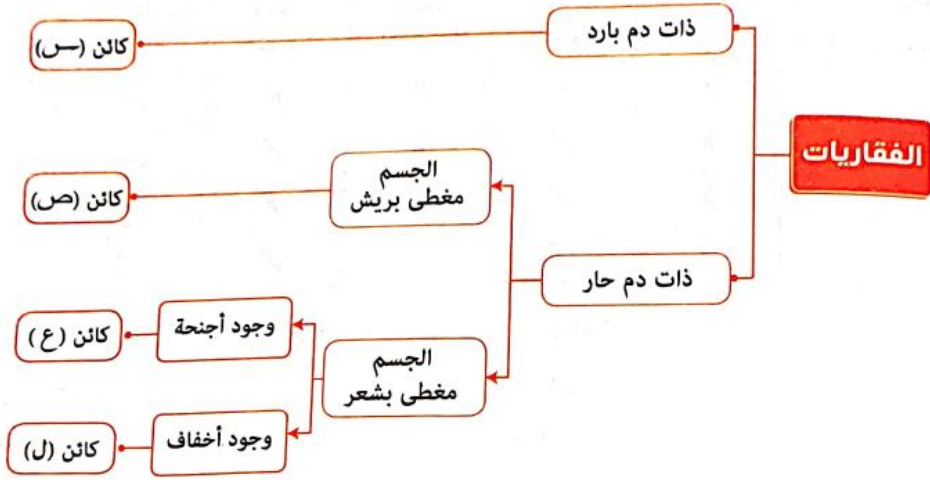 الفقاريات
ذات دم بارد
كائن (س)
ذات دم حار
الجسم
مغطى بريش
كائن (ص)
الجسم
مغطى بشعر
وجود أجنحة
كائن (ع)
وجود أخفاف
كائن (ل)